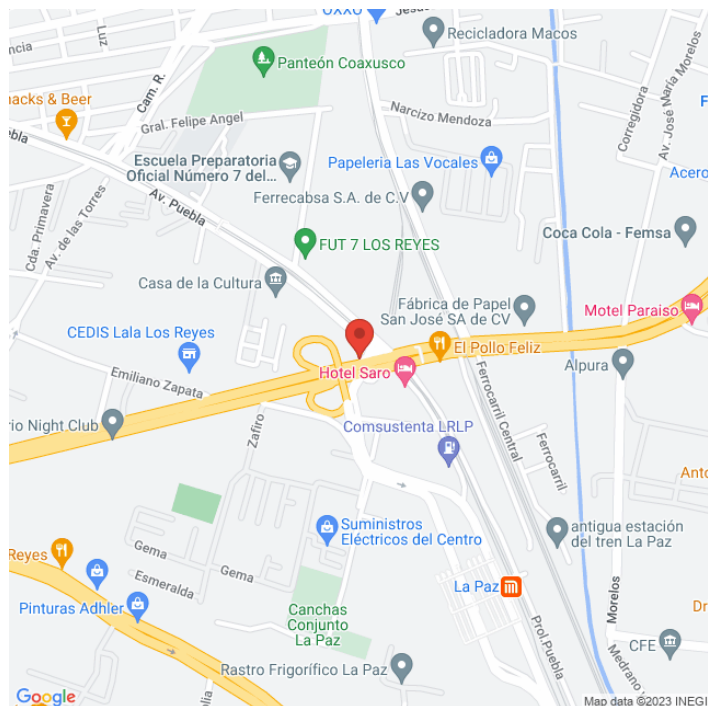 OXXO
Jesús
Recicladora Macos
Luz
Cam. R.
Panteón Coaxusco
Corregidora
Av. José María Morelos
nacks & Beer
Gral. Felipe Angel
Narcizo Mendoza
F
ebla
Escuela Preparatoria
Oficial Número 7 del...
Papeleria Las Vocales
Acero
Cda. Primavera
Av. de las Torres
Av. Puebla
Ferrecabsa S.A. de C.V
FUT 7 LOS REYES
Coca Cola - Femsa
Casa de la Cultura
Fábrica de Papel
San José SA de CV
Motel Paraiso
CEDIS Lala Los Reyes
El Pollo Feliz
Hotel Saro
Alpura
Emiliano Zapata
rio Night Club
Zafiro
Comsustenta LRLP
Ferrocarril Central
Ferrocarril
Anto
Suministros
Eléctricos del Centro
antigua estación
del tren La Paz
Reyes
Gema
Gema
Esmeralda
La Paz
Morelos
Pinturas Adhler
Canchas
Conjunto
La Paz
Prol.Puebla
Dr
CFE
Medrano
Rastro Frigorífico La Paz
Google
Map data ©2023 INEGI